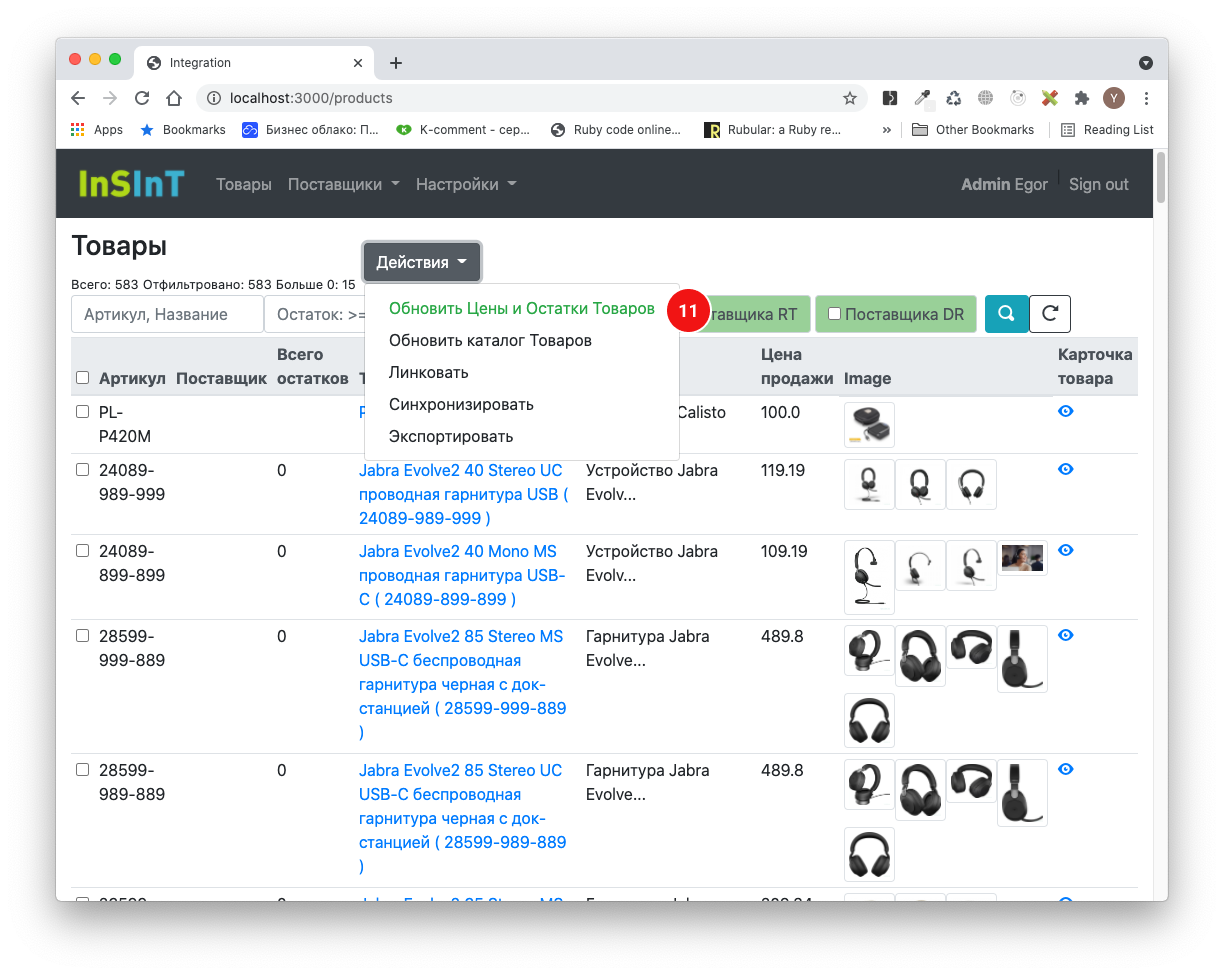 Integration
localhost:3000/products
Y
Apps
Bookmarks
Бизнес облако: П...
K-comment - сер...
Ruby code online...
R
Rubular: a Ruby re...
»
Other Bookmarks
Reading List
InSInT
Товары
Поставщики
Настройки
Admin Egor
Sign out
Товары
Действия
Всего: 583 Отфильтровано: 583 Больше 0: 15
Обновить Цены и Остатки Товаров
11
Обновить каталог Товаров
Линковать
Синхронизировать
Экспортировать
Артикул, Название
Остаток: >=
RT
Поставщика DR
Артикул
Поставщик
Всего остатков
Цена продажи
Image
Карточка товара
PL-
P420M
Calisto
100.0
24089-
989-999
0
Jabra Evolve2 40 Stereo UC
проводная гарнитура USB (
24089-989-999 )
Устройство Jabra
Evolv...
119.19
24089-
899-899
0
Jabra Evolve2 40 Mono MS
проводная гарнитура USB-
C ( 24089-899-899 )
Устройство Jabra
Evolv...
109.19
28599-
999-889
0
Jabra Evolve2 85 Stereo MS
USB-C беспроводная
гарнитура черная с док-
станцией ( 28599-999-889
)
Гарнитура Jabra
Evolve...
489.8
28599-
989-889
0
Jabra Evolve2 85 Stereo UC
USB-C беспроводная
гарнитура черная с док-
станцией ( 28599-989-889
)
Гарнитура Jabra
Evolve...
489.8